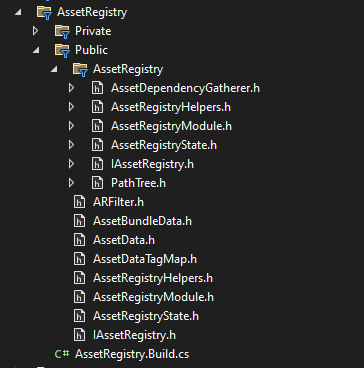 AssetRegistry
Private
Public
AssetRegistry
AssetDependencyGatherer.h
AssetRegistryHelpers.h
AssetRegistryModule.h
AssetRegistryState.h
IAssetRegistry.h
PathTree.h
ARFilter.h
AssetBundleData.h
AssetData.h
AssetDataTagMap.h
AssetRegistryHelpers.h
AssetRegistryModule.h
AssetRegistryState.h
IAssetRegistry.h
C# AssetRegistry.Build.cs